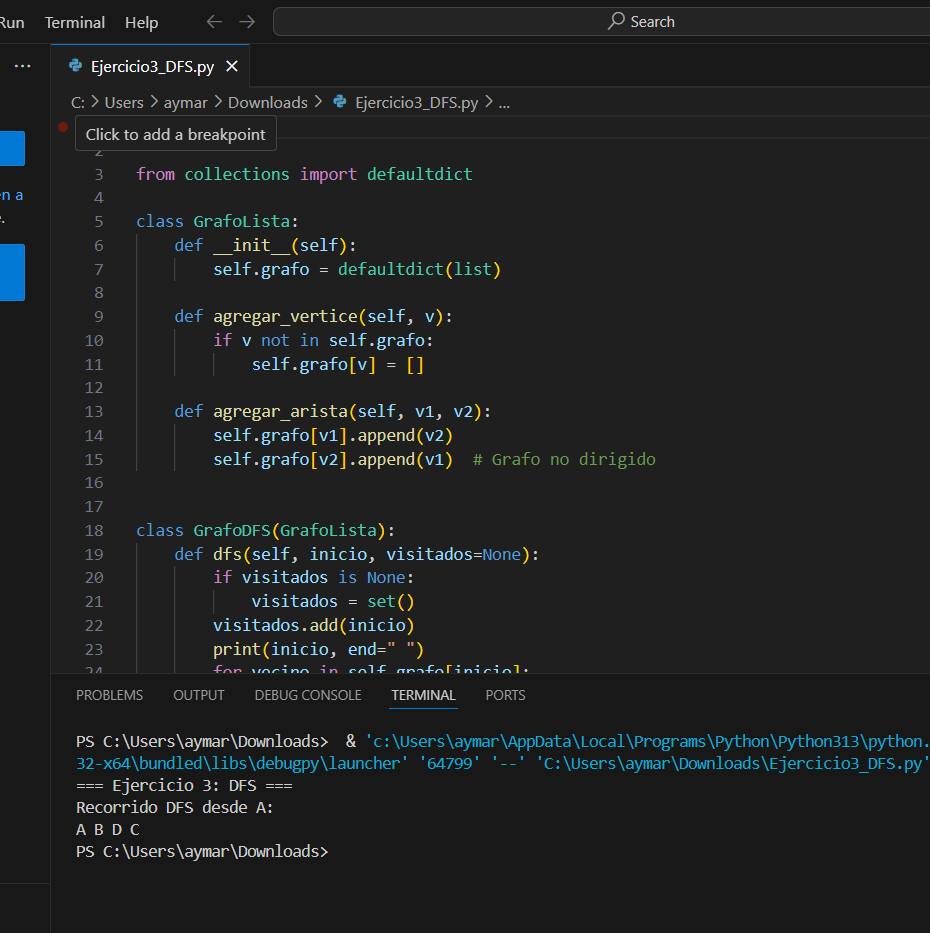 Run Terminal Help
Search
...
Ejercicio3_DFS.py
C: > Users > aymar > Downloads > Ejercicio3_DFS.py > ...
Click to add a breakpoint
2
3 from collections import defaultdict
4
5 class GrafoLista:
6 def __init__(self):
7 self.grafo = defaultdict(list)
8
9 def agregar_vertice(self, v):
10 if v not in self.grafo:
11 self.grafo[v] = []
12
13 def agregar_arista(self, v1, v2):
14 self.grafo[v1].append(v2)
15 self.grafo[v2].append(v1) # Grafo no dirigido
16
17
18 class GrafoDFS(GrafoLista):
19 def dfs(self, inicio, visitados=None):
20 if visitados is None:
21 visitados = set()
22 visitados.add(inicio)
23 print(inicio, end=" ")
24 for vecino in self.grafo[inicio]:
en a
e.
PROBLEMS OUTPUT DEBUG CONSOLE TERMINAL PORTS
PS C:\Users\aymar\Downloads> & 'c:\Users\aymar\AppData\Local\Programs\Python\Python313\python.
32-x64\bundled\libs\debugpy\launcher' '64799' '--' 'C:\Users\aymar\Downloads\Ejercicio3_DFS.py'
=== Ejercicio 3: DFS ===
Recorrido DFS desde A:
A B D C
PS C:\Users\aymar\Downloads>